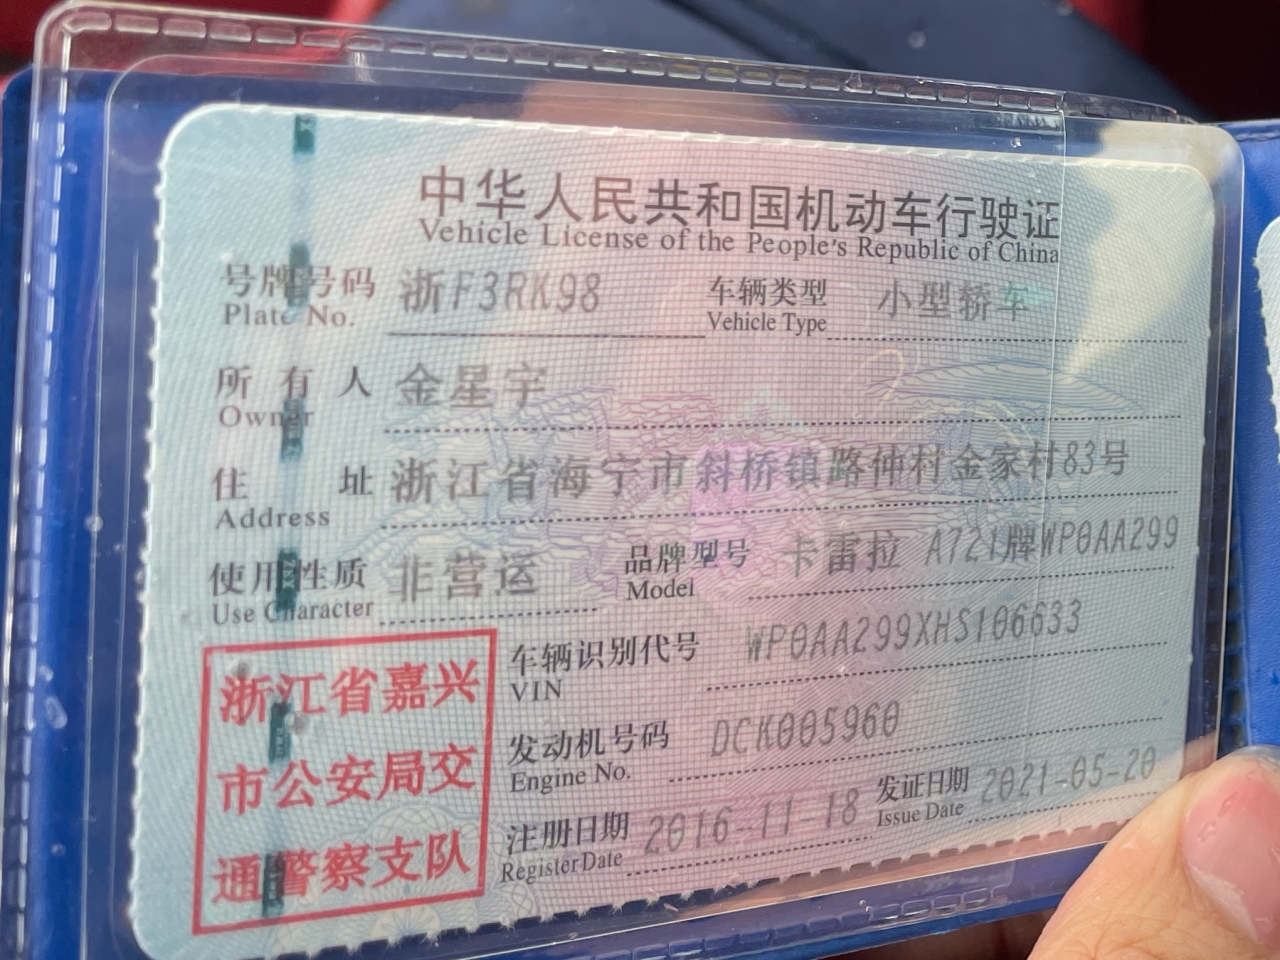 中华人民共和国机动车行驶证
Vehicle License of the People's Republic of China
号牌号码 浙F3RK98 车辆类型 小型轿车
Plate No. Vehicle Type
所有人 金星宇
Owner
住址 浙江省海宁市斜桥镇路仲村金家村83号
Address
使用性质 非营运 品牌型号 卡雷拉 A721牌WP0AA299
Use Character Model
车辆识别代号 WP0AA299XHS106633
VIN
发动机号码 DCK005960
Engine No.
注册日期 2016-11-18 发证日期 2021-05-20
Register Date Issue Date
浙江省嘉兴
市公安局交
通警察支队